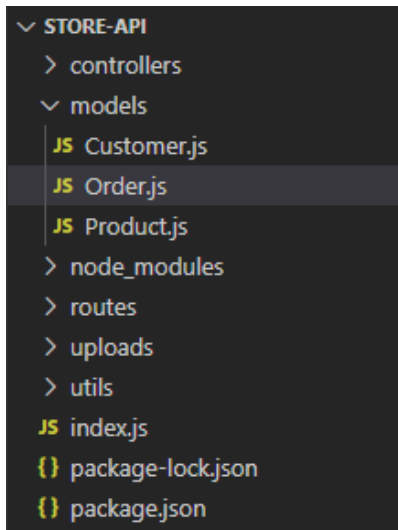 STORE-API
controllers
models
JS Customer.js
JS Order.js
JS Product.js
node_modules
routes
uploads
utils
JS index.js
{} package-lock.json
{} package.json